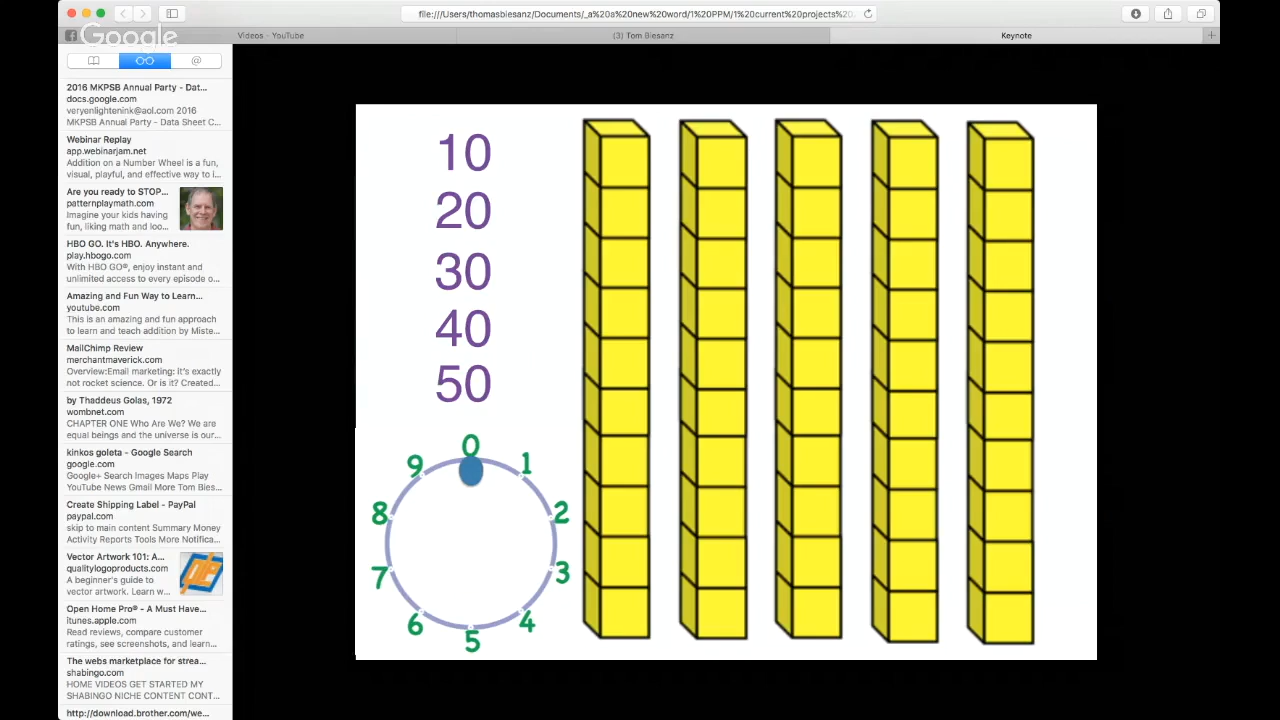 file:///Users/thomasbiesanz/Documents/_a%20a%20new%20word/1%20PPM/1%20current%20projects%20.
Google
Videos - YouTube
(3) Tom Biesanz
Keynote
2016 MKPSB Annual Party - Dat...
docs.google.com
veryenlightenink@aol.com 2016
MKPSB Annual Party - Data Sheet C...
Webinar Replay
app.webinarjam.net
Addition on a Number Wheel is a fun,
visual, playful, and effective way to i...
Are you ready to STOP...
patternplaymath.com
Imagine your kids having
fun, liking math and loo...
HBO GO. It's HBO. Anywhere.
play.hbogo.com
With HBO GO®, enjoy instant and
unlimited access to every episode o...
Amazing and Fun Way to Learn...
youtube.com
This is an amazing and fun approach
to learn and teach addition by Miste...
MailChimp Review
merchantmaverick.com
Overview:Email marketing: it's exactly
not rocket science. Or is it? Created...
by Thaddeus Golas, 1972
wombnet.com
CHAPTER ONE Who Are We? We are
equal beings and the universe is our...
kinkos goleta - Google Search
google.com
Google+ Search Images Maps Play
YouTube News Gmail More Tom Bies...
Create Shipping Label - PayPal
paypal.com
skip to main content Summary Money
Activity Reports Tools More Notifica...
Vector Artwork 101: A...
qualitylogoproducts.com
A beginner's guide to
vector artwork. Learn w...
Open Home Pro® - A Must Have...
itunes.apple.com
Read reviews, compare customer
ratings, see screenshots, and learn...
The webs marketplace for strea...
shabingo.com
HOME VIDEOS GET STARTED MY
SHABINGO NICHE CONTENT CONT...
http://download.brother.com/we...
10
20
30
40
50
0
1
2
3
4
5
6
7
8
9